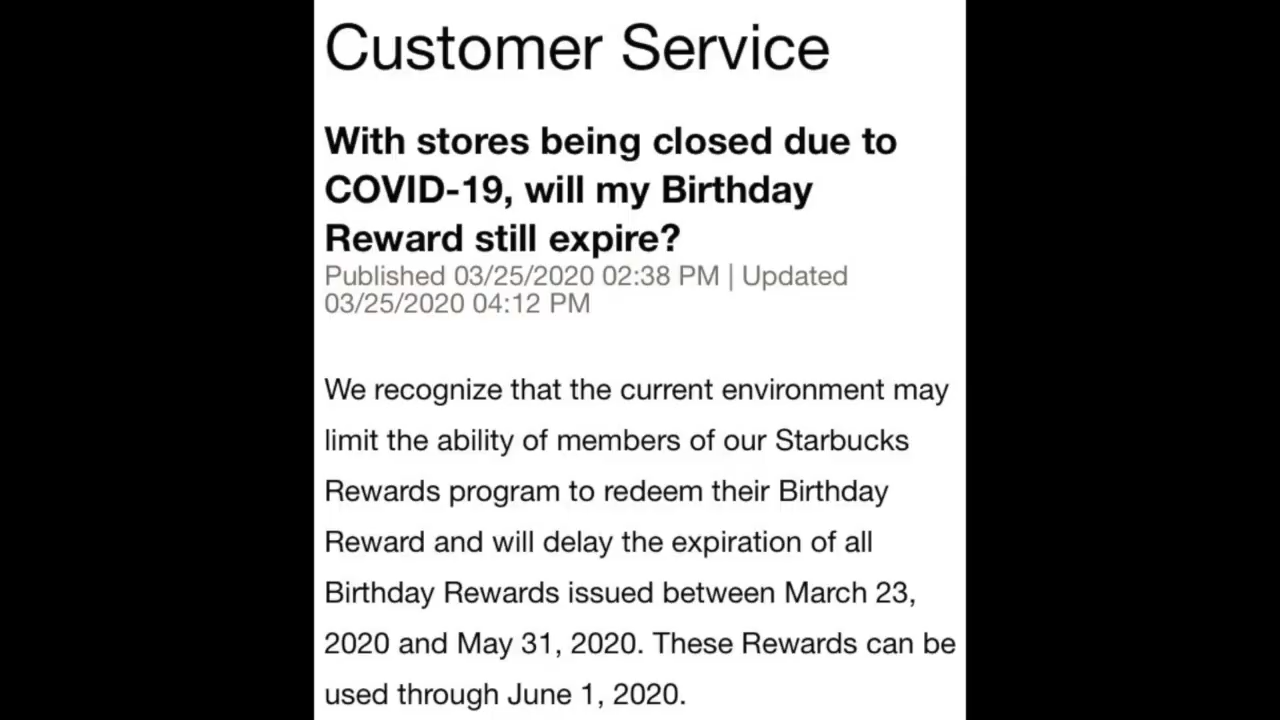 Customer Service
With stores being closed due to
COVID-19, will my Birthday
Reward still expire?
Published 03/25/2020 02:38 PM | Updated
03/25/2020 04:12 PM
We recognize that the current environment may
limit the ability of members of our Starbucks
Rewards program to redeem their Birthday
Reward and will delay the expiration of all
Birthday Rewards issued between March 23,
2020 and May 31, 2020. These Rewards can be
used through June 1, 2020.